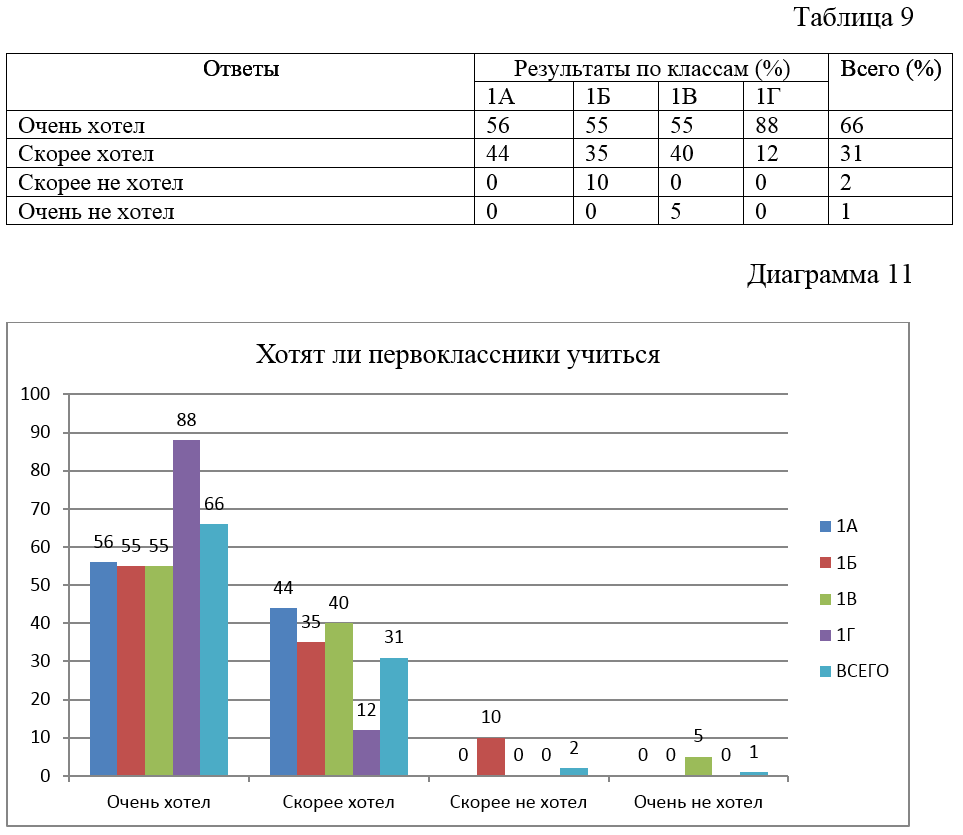 Таблица 9
Ответы Результаты по классам (%) Всего (%)
1А 1Б 1В 1Г
Очень хотел 56 55 55 88 66
Скорее хотел 44 35 40 12 31
Скорее не хотел 0 10 0 0 2
Очень не хотел 0 0 5 0 1
Диаграмма 11
Хотят ли первоклассники учиться
100
90
80
70
60
50
40
30
20
10
0
56 55 55 88 66
44 35 40 12 31
0 10 0 0 2
0 0 5 0 1
Очень хотел Скорее хотел Скорее не хотел Очень не хотел
1А
1Б
1В
1Г
ВСЕГО